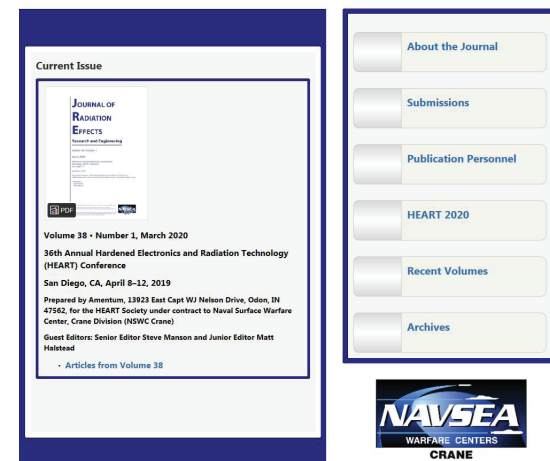 Current Issue
JOURNAL OF
RADIATION
EFFECTS
Research and Engineering
PDF
Volume 38 • Number 1, March 2020
36th Annual Hardened Electronics and Radiation Technology
(HEART) Conference
San Diego, CA, April 8–12, 2019
Prepared by Amentum, 13923 East Capt WJ Nelson Drive, Odon, IN
47562, for the HEART Society under contract to Naval Surface Warfare
Center, Crane Division (NSWC Crane)
Guest Editors: Senior Editor Steve Manson and Junior Editor Matt
Halstead
• Articles from Volume 38
About the Journal
Submissions
Publication Personnel
HEART 2020
Recent Volumes
Archives
NAVSEA
WARFARE CENTERS
CRANE